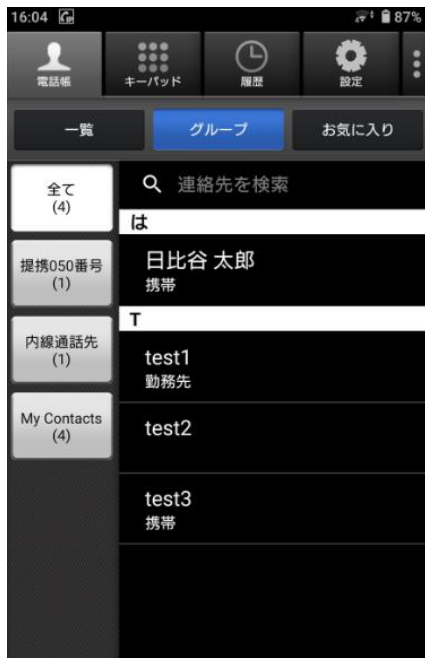 16:04
87%
電話帳
キーパッド
履歴
設定
一覧
グループ
お気に入り
全て
(4)
提携050番号
(1)
内線通話先
(1)
My Contacts
(4)
連絡先を検索
は
日比谷 太郎
携帯
T
test1
勤務先
test2
test3
携帯